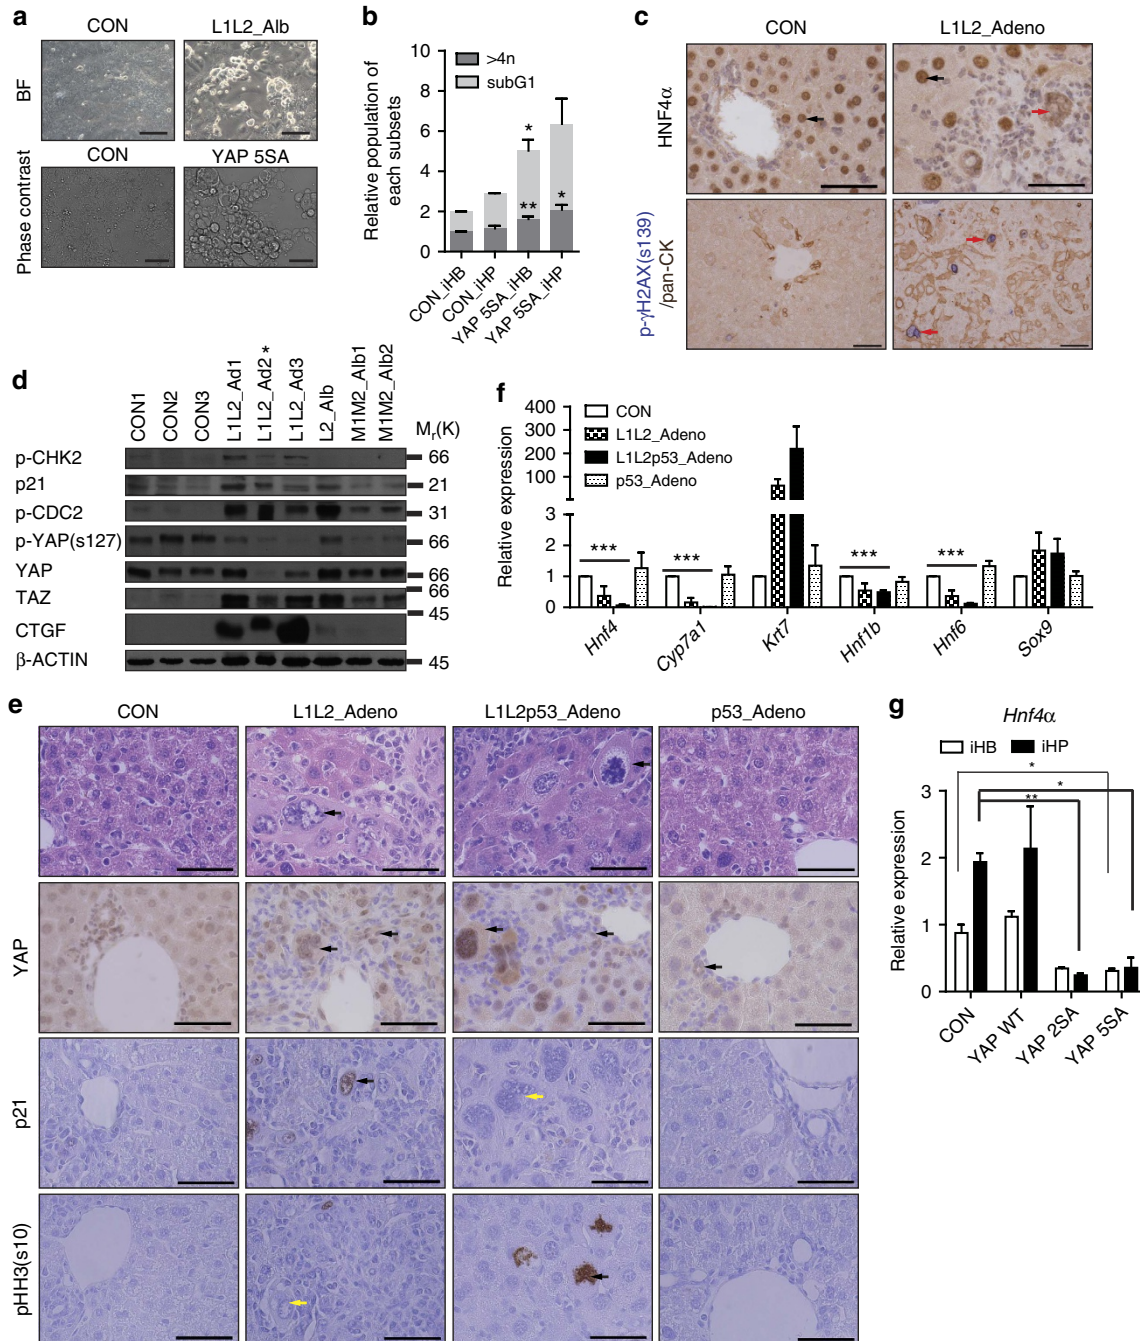 a
CON
L1L2_Alb
BF
CON
YAP 5SA
Phase contrast
b
Relative population of
each subsets
10
8
6
4
2
0
>4n
subG1
*
**
*
CON_iHB
CON_iHP
YAP 5SA_iHB
YAP 5SA_iHP
c
CON
L1L2_Adeno
HNF4α
p-γH2AX(s139)
/pan-CK
d
CON1
CON2
CON3
L1L2_Ad1
L1L2_Ad2*
L1L2_Ad3
L2_Alb
M1M2_Alb1
M1M2_Alb2
Mr(K)
p-CHK2
66
p21
21
p-CDC2
31
p-YAP(s127)
66
YAP
66
TAZ
66
45
CTGF
β-ACTIN
45
f
Relative expression
400
300
200
100
3
2
1
0
CON
L1L2_Adeno
L1L2p53_Adeno
p53_Adeno
***
***
***
***
Hnf4
Cyp7a1
Krt7
Hnf1b
Hnf6
Sox9
e
CON
L1L2_Adeno
L1L2p53_Adeno
p53_Adeno
YAP
p21
pHH3(s10)
g
Hnf4α
iHB
iHP
*
*
**
Relative expression
3
2
1
0
CON
YAP WT
YAP 2SA
YAP 5SA